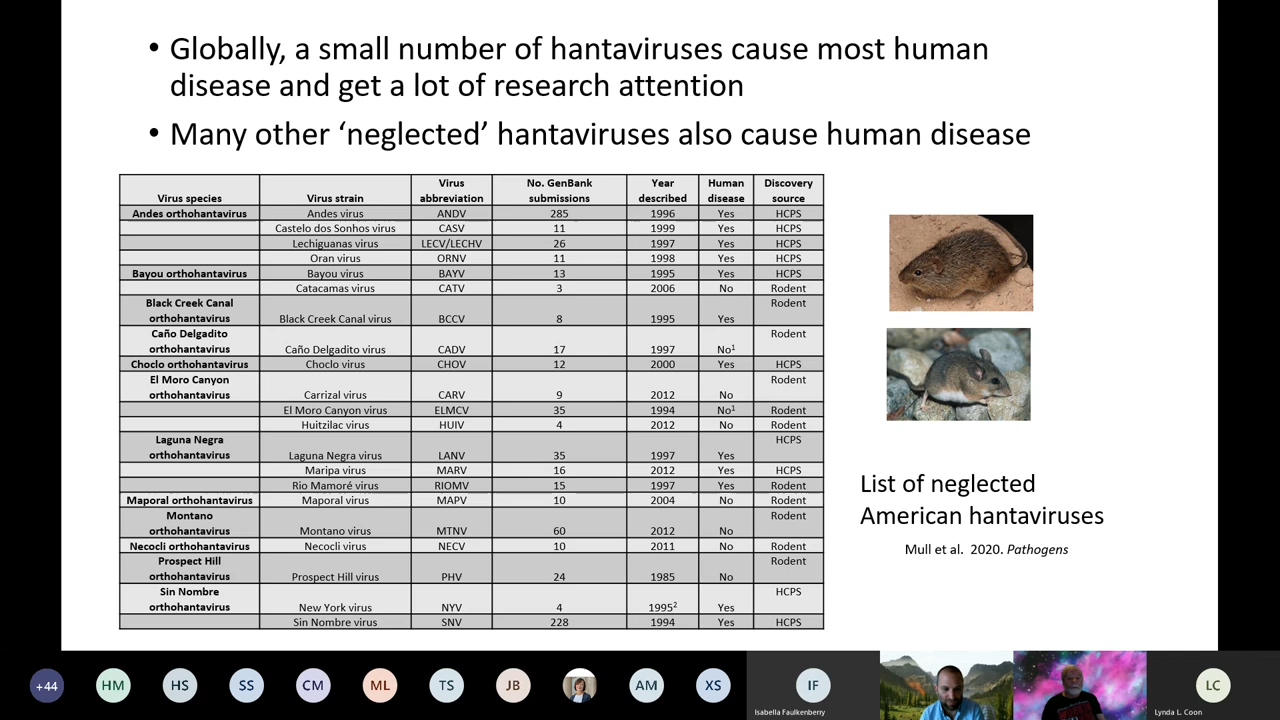 • Globally, a small number of hantaviruses cause most human
disease and get a lot of research attention
• Many other ‘neglected’ hantaviruses also cause human disease
Virus species Virus strain Virus abbreviation No. GenBank submissions Year described Human disease Discovery source
Andes orthohantavirus Andes virus ANDV 285 1996 Yes HCPS
Castelo dos Sonhos virus CASV 11 1999 Yes HCPS
Lechiguanas virus LECV/LECHV 26 1997 Yes HCPS
Oran virus ORNV 11 1998 Yes HCPS
Bayou orthohantavirus Bayou virus BAYV 13 1995 Yes HCPS
Catacamas virus CATV 3 2006 No Rodent
Black Creek Canal orthohantavirus Black Creek Canal virus BCCV 8 1995 Yes Rodent
Caño Delgadito orthohantavirus Caño Delgadito virus CADV 17 1997 No¹ Rodent
Choclo orthohantavirus Choclo virus CHOV 12 2000 Yes HCPS
El Moro Canyon orthohantavirus Carrizal virus CARV 9 2012 No Rodent
El Moro Canyon virus ELMCV 35 1994 No¹ Rodent
Huitzilac virus HUIV 4 2012 No Rodent
Laguna Negra orthohantavirus Laguna Negra virus LANV 35 1997 Yes HCPS
Maripa virus MARV 16 2012 Yes HCPS
Rio Mamoré virus RIOMV 15 1997 Yes Rodent
Maporal orthohantavirus Maporal virus MAPV 10 2004 No Rodent
Montano orthohantavirus Montano virus MTNV 60 2012 No Rodent
Necocli orthohantavirus Necocli virus NECV 10 2011 No Rodent
Prospect Hill orthohantavirus Prospect Hill virus PHV 24 1985 No Rodent
Sin Nombre orthohantavirus New York virus NYV 4 1995² Yes HCPS
Sin Nombre virus SNV 228 1994 Yes HCPS
List of neglected
American hantaviruses
Mull et al. 2020. Pathogens
+44 HM HS SS CM ML TS JB AM XS IF LC
Isabella Faulkenberry
Lynda L. Coon